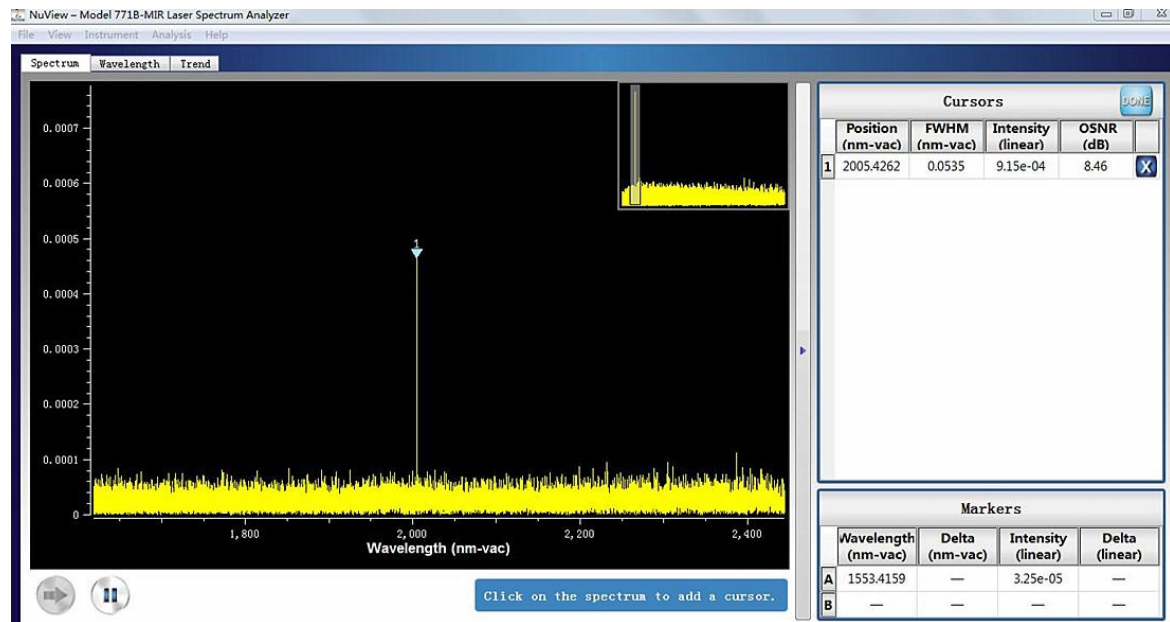 NuView – Model 771B-MIR Laser Spectrum Analyzer
File View Instrument Analysis Help
Spectrum Wavelength Trend
0.0007
0.0006
0.0005
0.0004
0.0003
0.0002
0.0001
0
1
1,800 2,000 2,200 2,400
Wavelength (nm-vac)
Click on the spectrum to add a cursor.
Cursors DONE
Position (nm-vac) FWHM (nm-vac) Intensity (linear) OSNR (dB)
1 2005.4262 0.0535 9.15e-04 8.46 X
Markers
Wavelength (nm-vac) Delta (nm-vac) Intensity (linear) Delta (linear)
A 1553.4159 — 3.25e-05 —
B — — — —